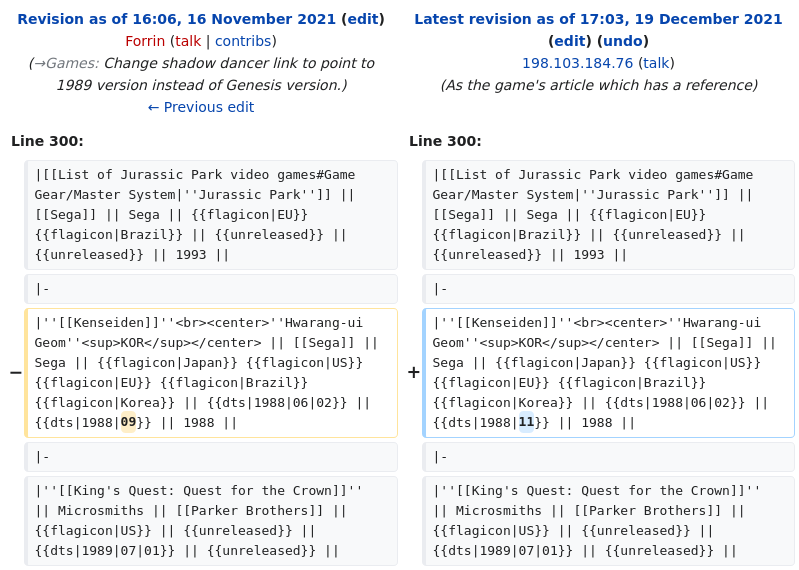 Revision as of 16:06, 16 November 2021 (edit)
Forrin (talk | contribs)
(→Games: Change shadow dancer link to point to
1989 version instead of Genesis version.)
← Previous edit
Latest revision as of 17:03, 19 December 2021
(edit) (undo)
198.103.184.76 (talk)
(As the game's article which has a reference)
Line 300:
|[[List of Jurassic Park video games#Game
Gear/Master System|''Jurassic Park'']] ||
[[Sega]] || Sega || {{flagicon|EU}}
{{flagicon|Brazil}} || {{unreleased}} ||
{{unreleased}} || 1993 ||
|-
− |''[[Kenseiden]]''<br><center>''Hwarang-ui
Geom''<sup>KOR</sup></center> || [[Sega]] ||
Sega || {{flagicon|Japan}} {{flagicon|US}}
{{flagicon|EU}} {{flagicon|Brazil}}
{{flagicon|Korea}} || {{dts|1988|06|02}} ||
{{dts|1988|09}} || 1988 ||
|-
|''[[King's Quest: Quest for the Crown]]''
|| Microsmiths || [[Parker Brothers]] ||
{{flagicon|US}} || {{unreleased}} ||
{{dts|1989|07|01}} || {{unreleased}} ||
Line 300:
|[[List of Jurassic Park video games#Game
Gear/Master System|''Jurassic Park'']] ||
[[Sega]] || Sega || {{flagicon|EU}}
{{flagicon|Brazil}} || {{unreleased}} ||
{{unreleased}} || 1993 ||
|-
+ |''[[Kenseiden]]''<br><center>''Hwarang-ui
Geom''<sup>KOR</sup></center> || [[Sega]] ||
Sega || {{flagicon|Japan}} {{flagicon|US}}
{{flagicon|EU}} {{flagicon|Brazil}}
{{flagicon|Korea}} || {{dts|1988|06|02}} ||
{{dts|1988|11}} || 1988 ||
|-
|''[[King's Quest: Quest for the Crown]]''
|| Microsmiths || [[Parker Brothers]] ||
{{flagicon|US}} || {{unreleased}} ||
{{dts|1989|07|01}} || {{unreleased}} ||